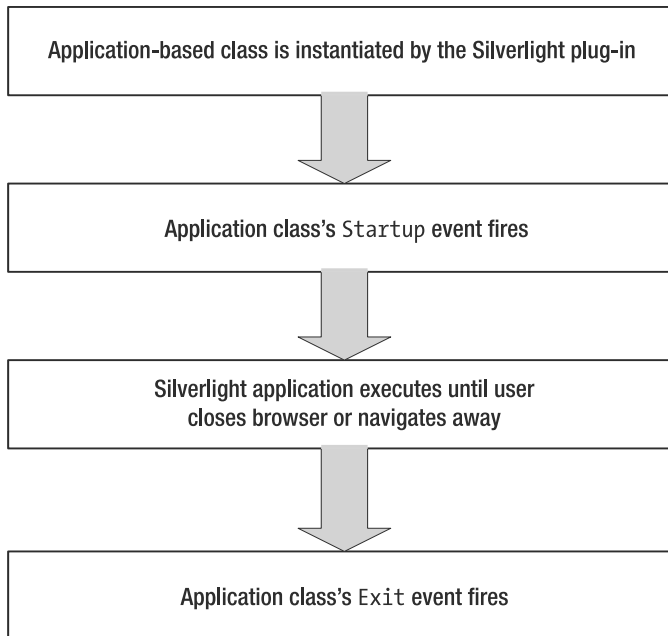 Application-based class is instantiated by the Silverlight plug-in
Application class's Startup event fires
Silverlight application executes until user
closes browser or navigates away
Application class's Exit event fires